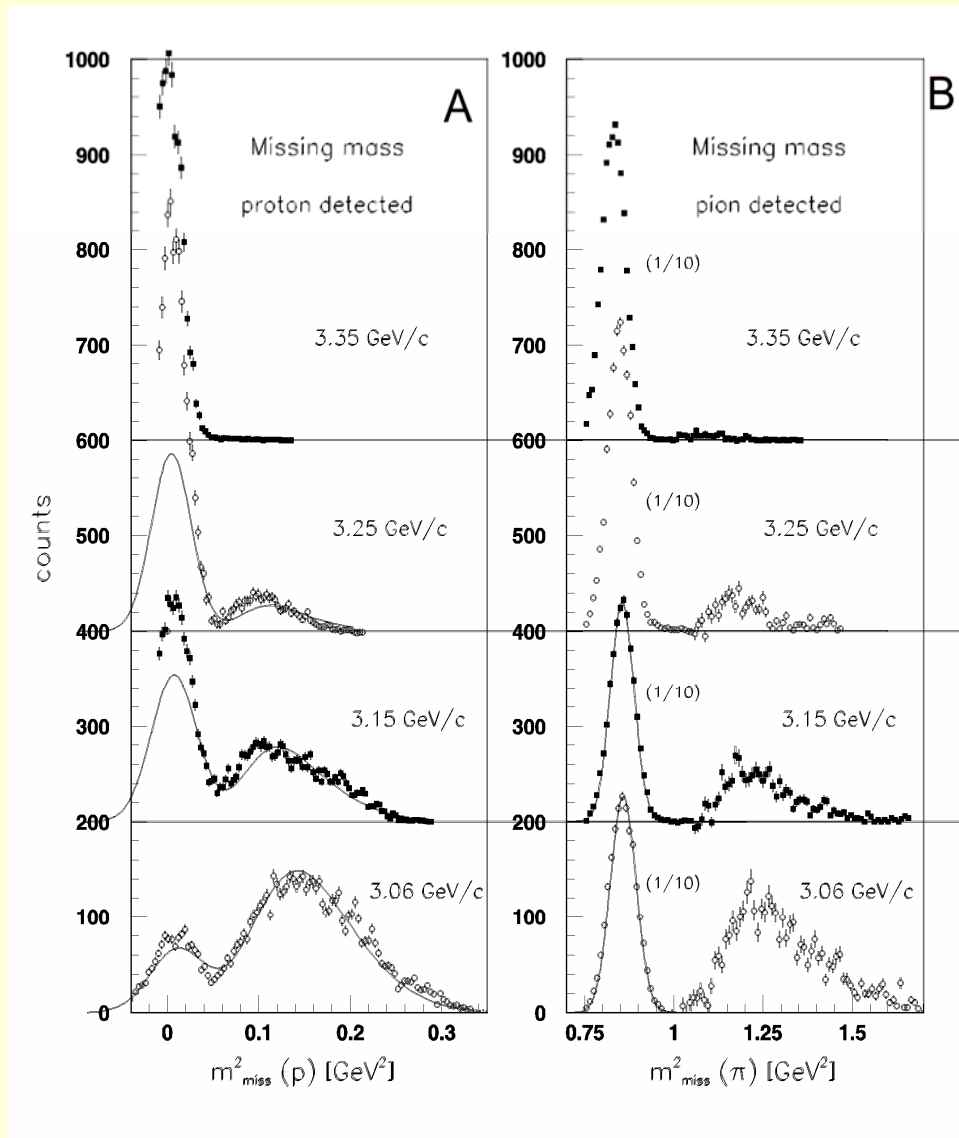 A
B
Missing mass
proton detected
Missing mass
pion detected
counts
1000
900
800
700
600
500
400
300
200
100
0
3.35 GeV/c
3.25 GeV/c
3.15 GeV/c
3.06 GeV/c
0
0.1
0.2
0.3
m²miss (p) [GeV²]
1000
900
800
700
600
500
400
300
200
100
0
(1/10)
3.35 GeV/c
(1/10)
3.25 GeV/c
(1/10)
3.15 GeV/c
(1/10)
3.06 GeV/c
0.75
1
1.25
1.5
m²miss (π) [GeV²]